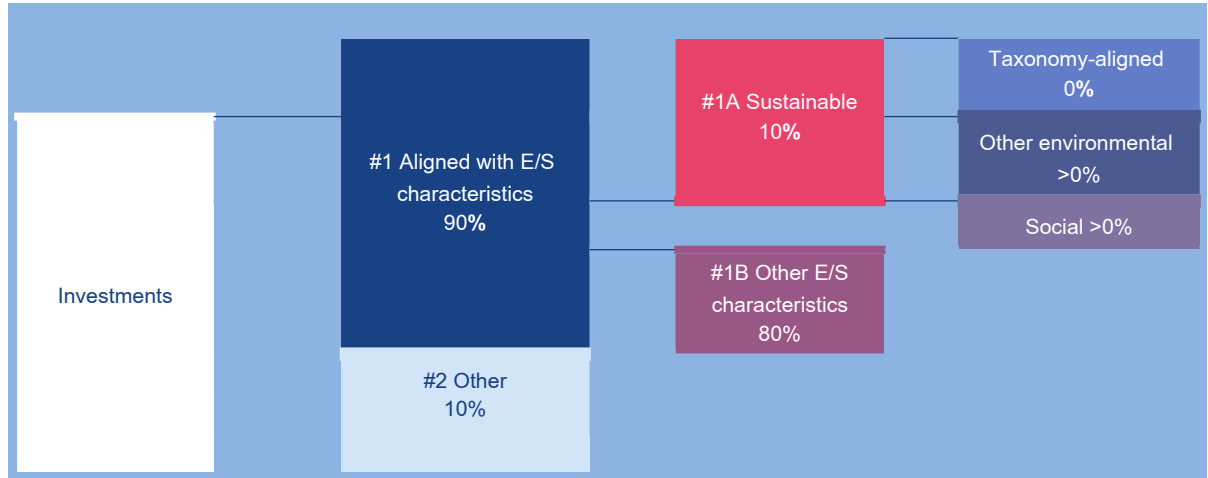 Investments
#1 Aligned with E/S
characteristics
90%
#2 Other
10%
#1A Sustainable
10%
#1B Other E/S
characteristics
80%
Taxonomy-aligned
0%
Other environmental
>0%
Social >0%